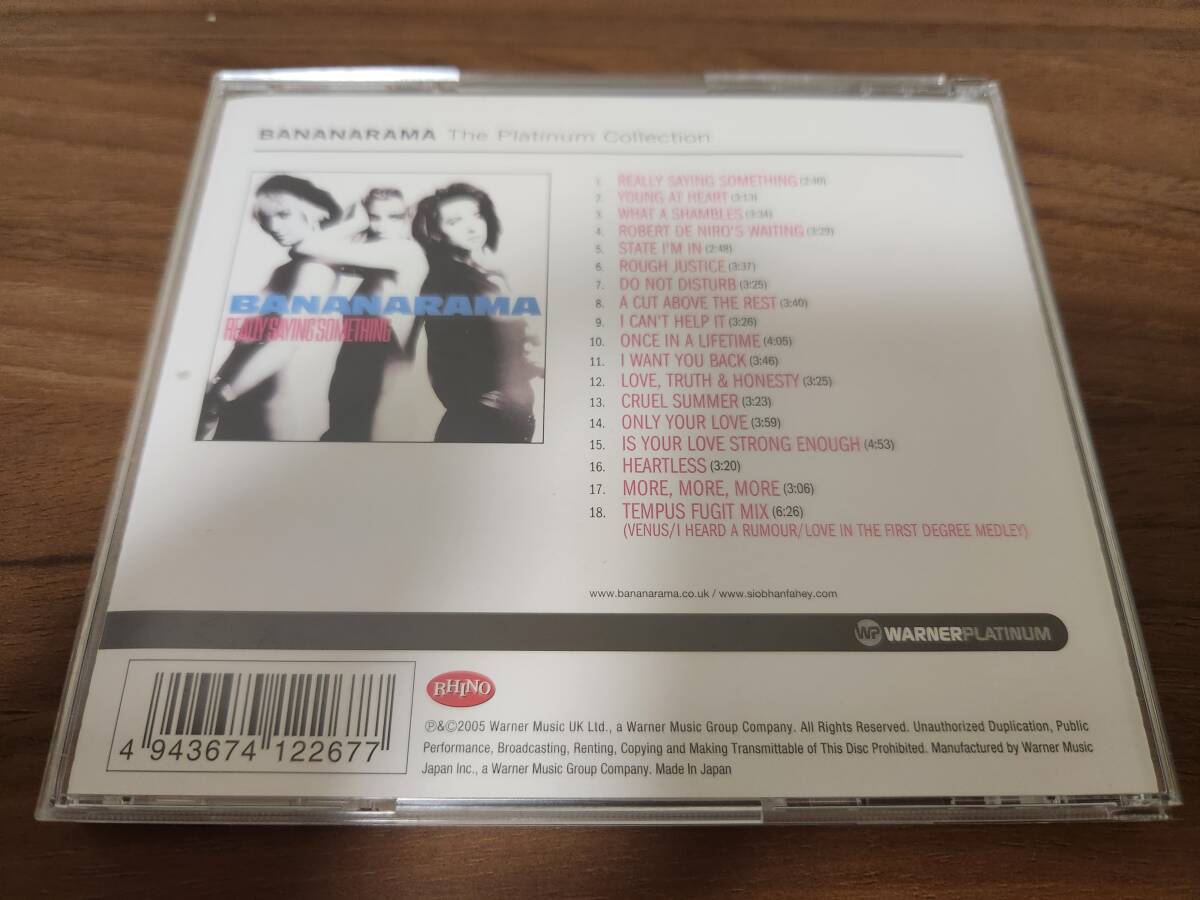 BANANARAMA The Platinum Collection
BANANARAMA
REALLY SAYING SOMETHING
1. REALLY SAYING SOMETHING (2:40)
2. YOUNG AT HEART (3:13)
3. WHAT A SHAMBLES (3:34)
4. ROBERT DE NIRO'S WAITING (3:29)
5. STATE I'M IN (2:48)
6. ROUGH JUSTICE (3:37)
7. DO NOT DISTURB (3:25)
8. A CUT ABOVE THE REST (3:40)
9. I CAN'T HELP IT (3:26)
10. ONCE IN A LIFETIME (4:05)
11. I WANT YOU BACK (3:46)
12. LOVE, TRUTH & HONESTY (3:25)
13. CRUEL SUMMER (3:23)
14. ONLY YOUR LOVE (3:59)
15. IS YOUR LOVE STRONG ENOUGH (4:53)
16. HEARTLESS (3:20)
17. MORE, MORE, MORE (3:06)
18. TEMPUS FUGIT MIX (6:26)
(VENUS/I HEARD A RUMOUR/LOVE IN THE FIRST DEGREE MEDLEY)
www.bananarama.co.uk / www.siobhanfahey.com
WP WARNERPLATINUM
RHINO
℗&©2005 Warner Music UK Ltd., a Warner Music Group Company. All Rights Reserved. Unauthorized Duplication, Public
Performance, Broadcasting, Renting, Copying and Making Transmittable of This Disc Prohibited. Manufactured by Warner Music
Japan Inc., a Warner Music Group Company. Made In Japan
4 943674 122677